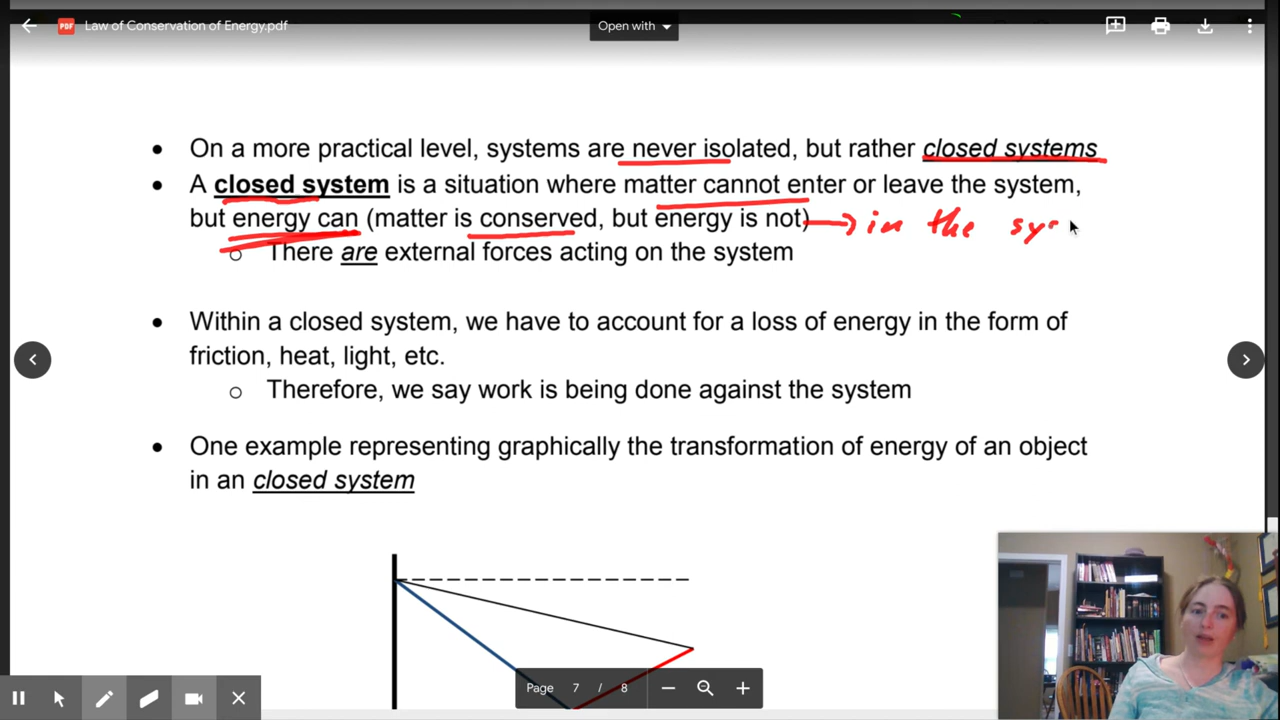 Law of Conservation of Energy.pdf
Open with
• On a more practical level, systems are never isolated, but rather closed systems
• A closed system is a situation where matter cannot enter or leave the system,
but energy can (matter is conserved, but energy is not) → in the sys
o There are external forces acting on the system
• Within a closed system, we have to account for a loss of energy in the form of
friction, heat, light, etc.
o Therefore, we say work is being done against the system
• One example representing graphically the transformation of energy of an object
in an closed system
Page 7 / 8